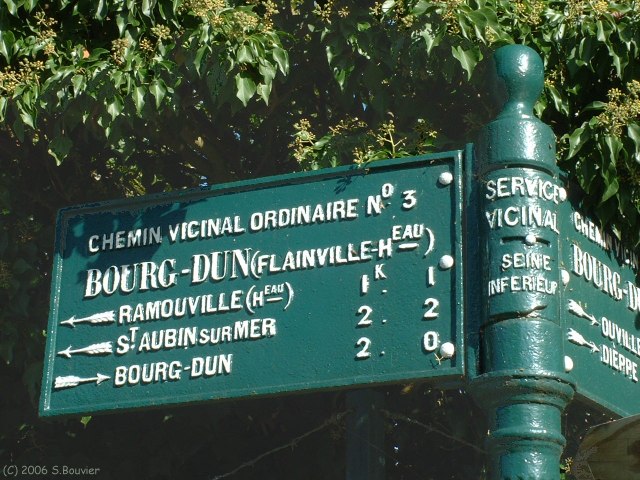 CHEMIN VICINAL ORDINAIRE No 3
BOURG-DUN (FLAINVILLE-HEAU)
RAMOUVILLE (HEAU) 1K. 1
ST AUBIN SUR MER 2. 2
BOURG-DUN 2. 0
SERVICE
VICINAL
SEINE
INFERIEUR
CHEMIN
BOURG-D
OUVILLE
DIEPPE
(C) 2006 S.Bouvier